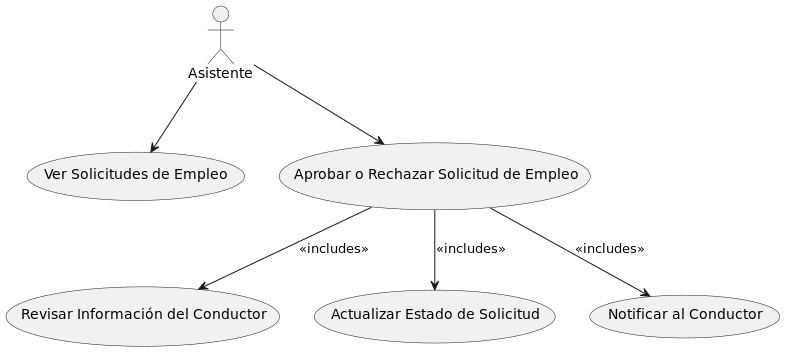 Asistente
Ver Solicitudes de Empleo
Aprobar o Rechazar Solicitud de Empleo
«includes»
«includes»
«includes»
Revisar Información del Conductor
Actualizar Estado de Solicitud
Notificar al Conductor